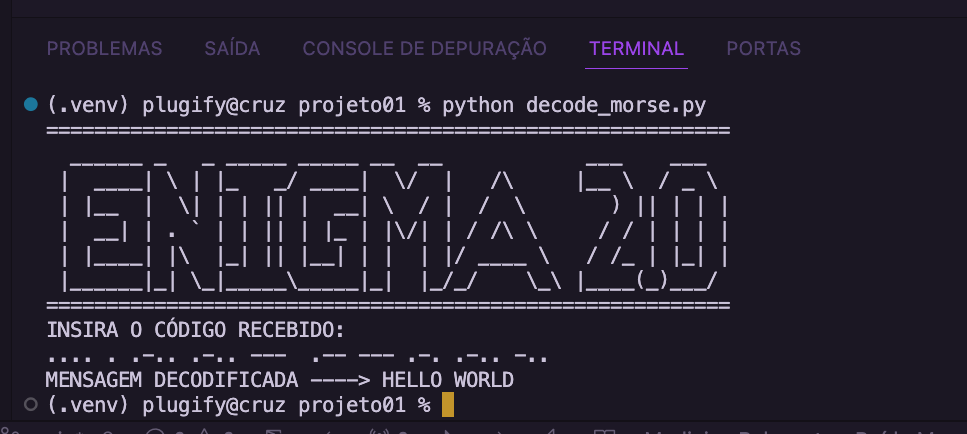 PROBLEMAS SAÍDA CONSOLE DE DEPURAÇÃO TERMINAL PORTAS
(.venv) plugify@cruz projeto01 % python decode_morse.py
=========================================================
ENIGMA 2.0
=========================================================
INSIRA O CÓDIGO RECEBIDO:
.... . .-.. .-.. ---  .-- --- .-. .-.. -..
MENSAGEM DECODIFICADA ----> HELLO WORLD
(.venv) plugify@cruz projeto01 %